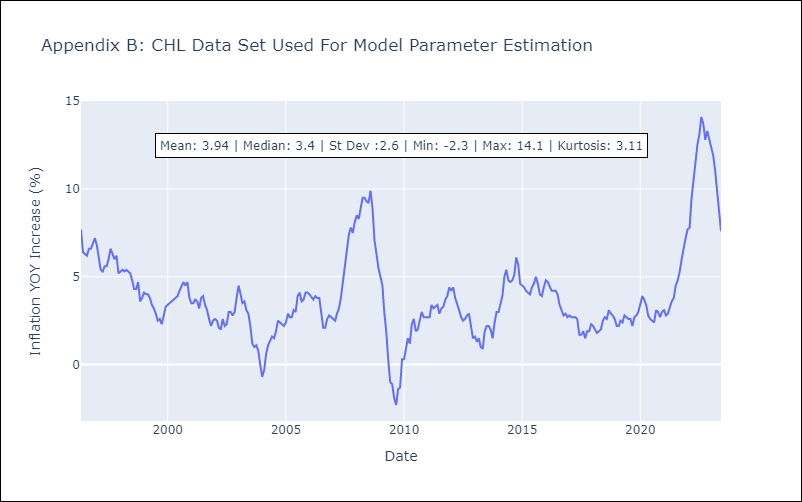 Appendix B: CHL Data Set Used For Model Parameter Estimation
15
Mean: 3.94 | Median: 3.4 | St Dev :2.6 | Min: -2.3 | Max: 14.1 | Kurtosis: 3.11
10
5
0
Inflation YOY Increase (%)
2000 2005 2010 2015 2020
Date